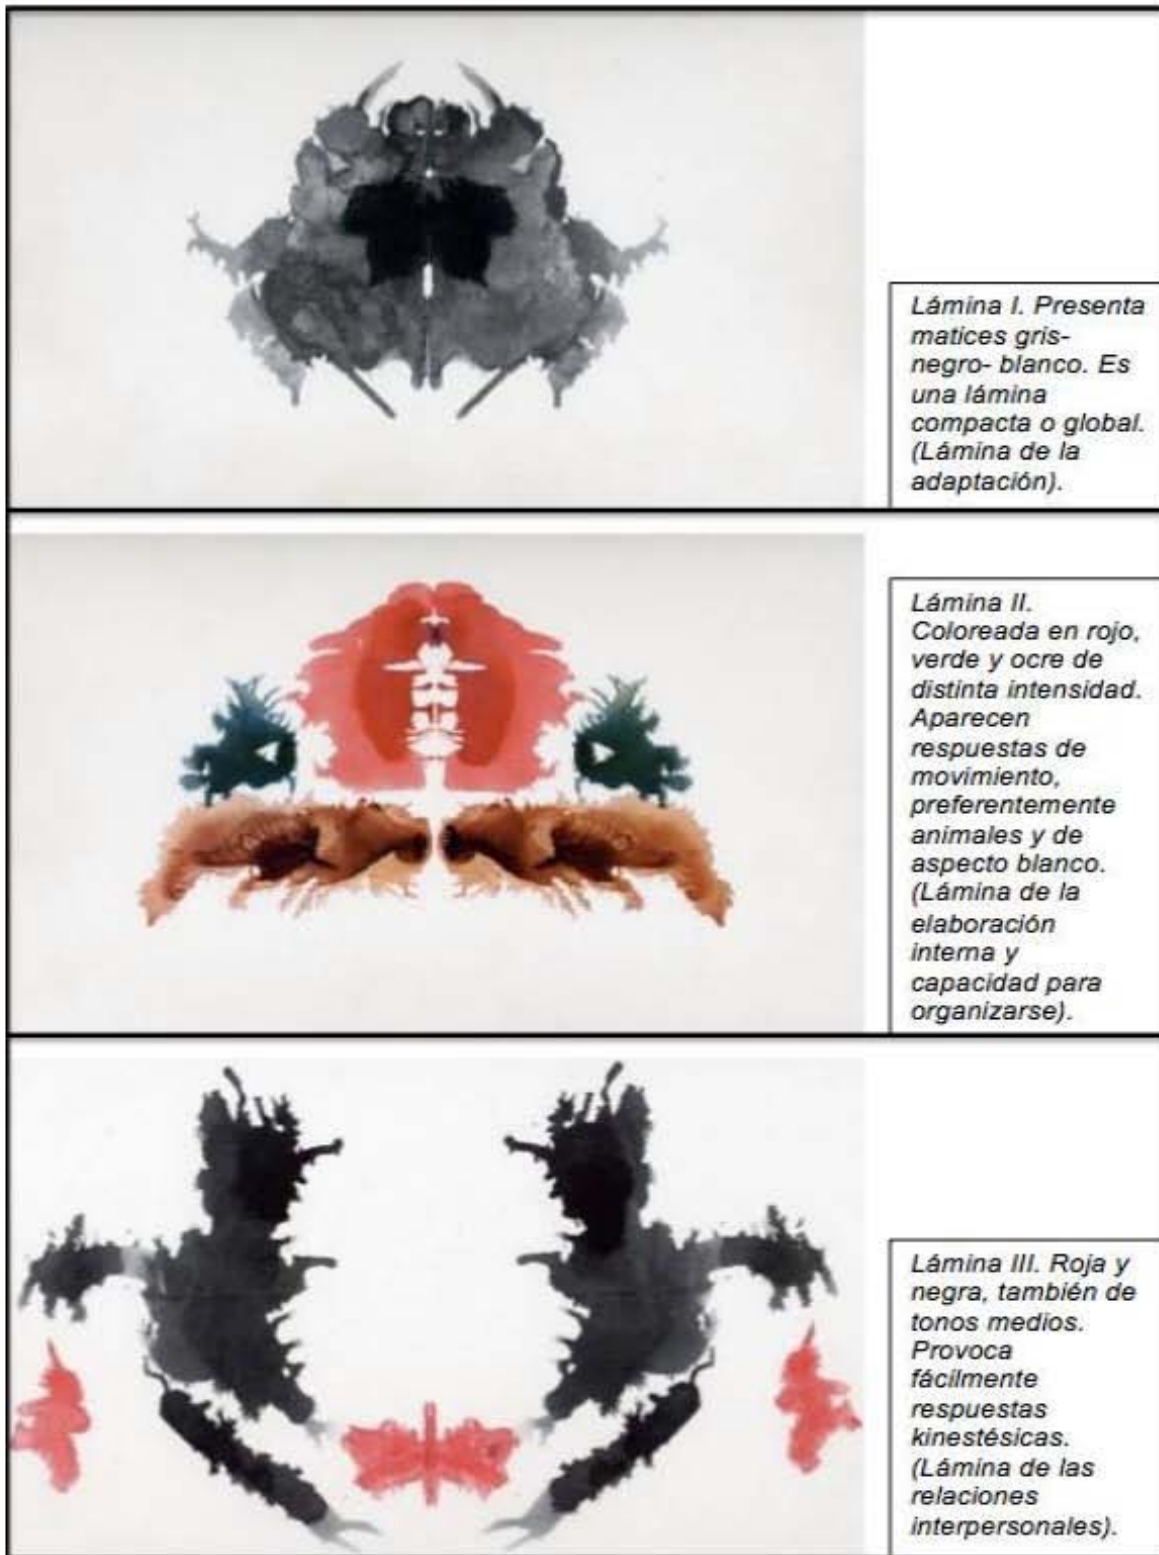 Lámina I. Presenta
matices gris-
negro- blanco. Es
una lámina
compacta o global.
(Lámina de la
adaptación).
Lámina II.
Coloreada en rojo,
verde y ocre de
distinta intensidad.
Aparecen
respuestas de
movimiento,
preferentemente
animales y de
aspecto blanco.
(Lámina de la
elaboración
interna y
capacidad para
organizarse).
Lámina III. Roja y
negra, también de
tonos medios.
Provoca
fácilmente
respuestas
kinestésicas.
(Lámina de las
relaciones
interpersonales).